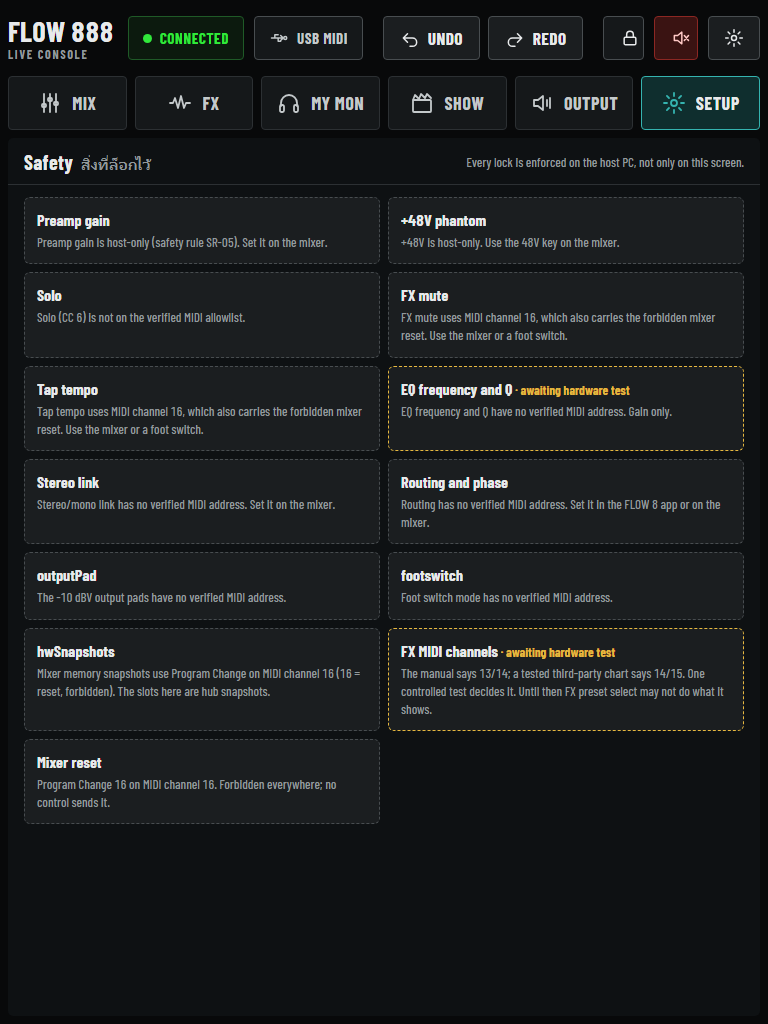 FLOW 888
LIVE CONSOLE
CONNECTED
USB MIDI
UNDO
REDO
MIX
FX
MY MON
SHOW
OUTPUT
SETUP
Safety สิ่งที่ล็อกไว้
Every lock is enforced on the host PC, not only on this screen.
Preamp gain
Preamp gain is host-only (safety rule SR-05). Set it on the mixer.
+48V phantom
+48V is host-only. Use the 48V key on the mixer.
Solo
Solo (CC 6) is not on the verified MIDI allowlist.
FX mute
FX mute uses MIDI channel 16, which also carries the forbidden mixer
reset. Use the mixer or a foot switch.
Tap tempo
Tap tempo uses MIDI channel 16, which also carries the forbidden mixer
reset. Use the mixer or a foot switch.
EQ frequency and Q · awaiting hardware test
EQ frequency and Q have no verified MIDI address. Gain only.
Stereo link
Stereo/mono link has no verified MIDI address. Set it on the mixer.
Routing and phase
Routing has no verified MIDI address. Set it in the FLOW 8 app or on the
mixer.
outputPad
The -10 dBV output pads have no verified MIDI address.
footswitch
Foot switch mode has no verified MIDI address.
hwSnapshots
Mixer memory snapshots use Program Change on MIDI channel 16 (16 =
reset, forbidden). The slots here are hub snapshots.
FX MIDI channels · awaiting hardware test
The manual says 13/14; a tested third-party chart says 14/15. One
controlled test decides it. Until then FX preset select may not do what it
shows.
Mixer reset
Program Change 16 on MIDI channel 16. Forbidden everywhere; no
control sends it.